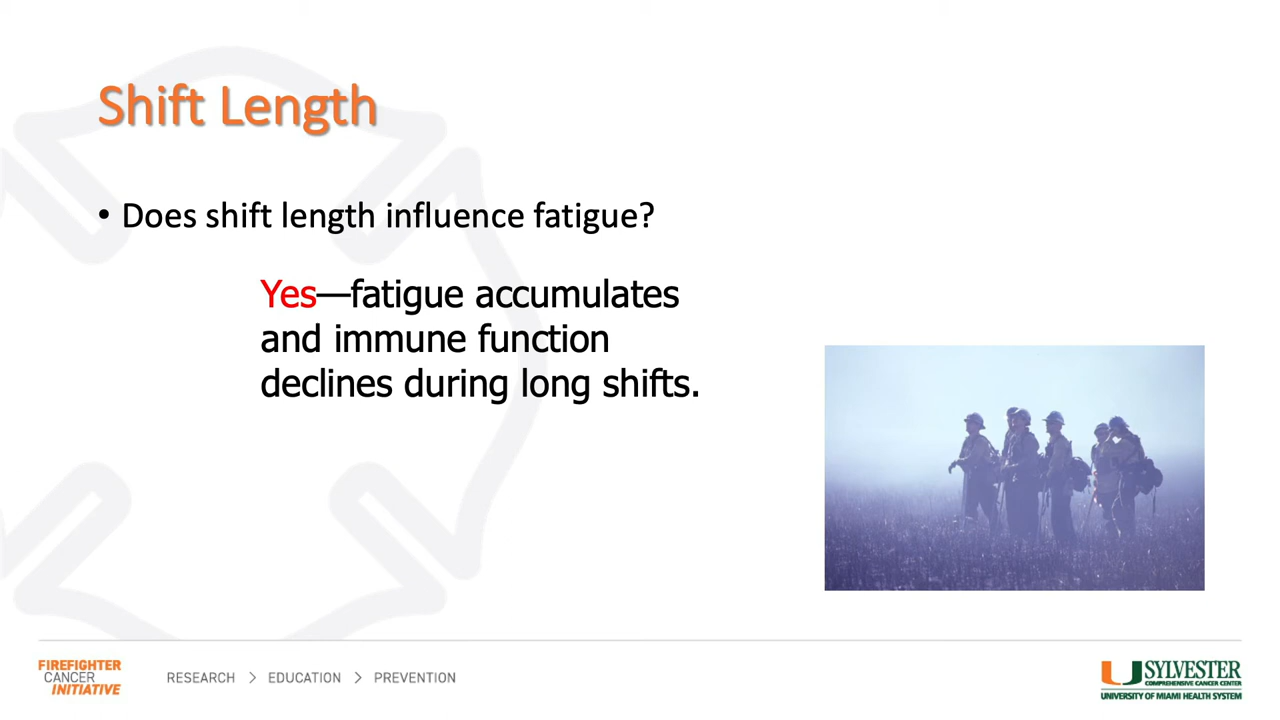 Shift Length
• Does shift length influence fatigue?
Yes—fatigue accumulates
and immune function
declines during long shifts.
FIREFIGHTER
CANCER
INITIATIVE
RESEARCH > EDUCATION > PREVENTION
SYLVESTER
COMPREHENSIVE CANCER CENTER
UNIVERSITY OF MIAMI HEALTH SYSTEM